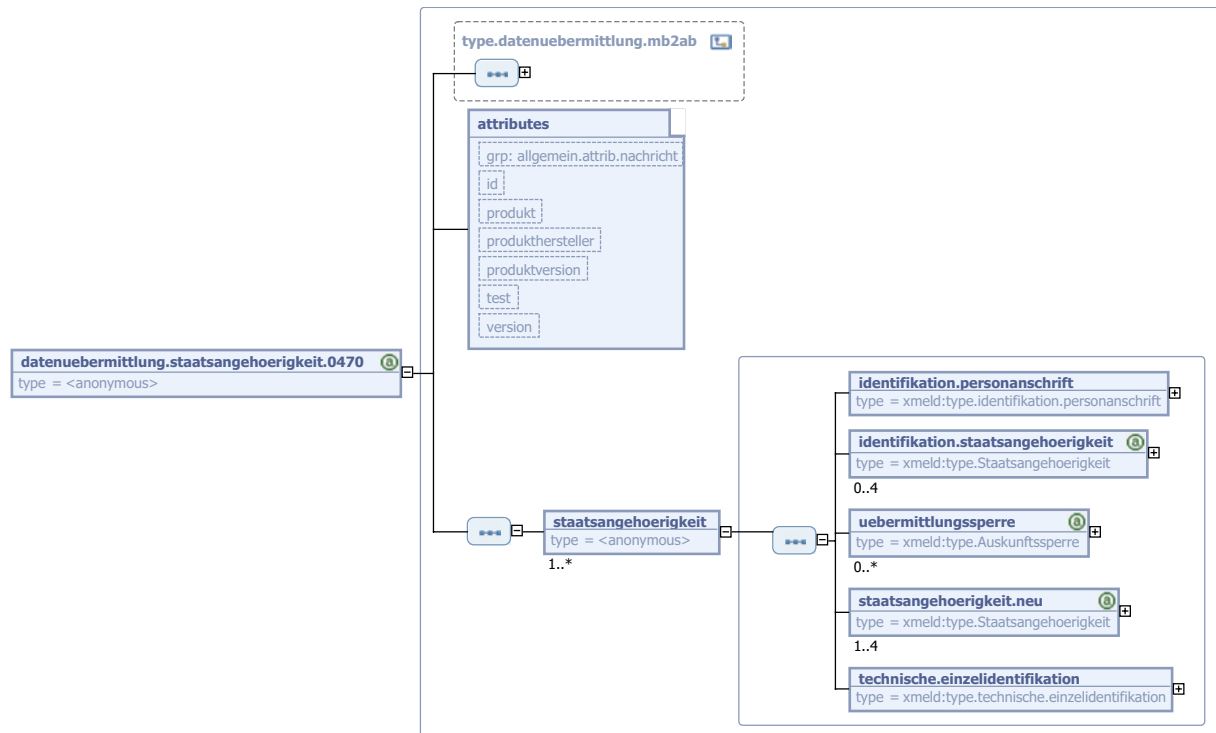 type.datenuebermittlung.mb2ab
attributes
grp: allgemein.attrib.nachricht
id
produkt
produkthersteller
produktversion
test
version
datenuebermittlung.staatsangehoerigkeit.0470
type = <anonymous>
staatsangehoerigkeit
type = <anonymous>
1..*
identifikation.personanschrift
type = xmeld:type.identifikation.personanschrift
identifikation.staatsangehoerigkeit
type = xmeld:type.Staatsangehoerigkeit
0..4
uebermittlungssperre
type = xmeld:type.Auskunftssperre
0..*
staatsangehoerigkeit.neu
type = xmeld:type.Staatsangehoerigkeit
1..4
technische.einzelidentifikation
type = xmeld:type.technische.einzelidentifikation